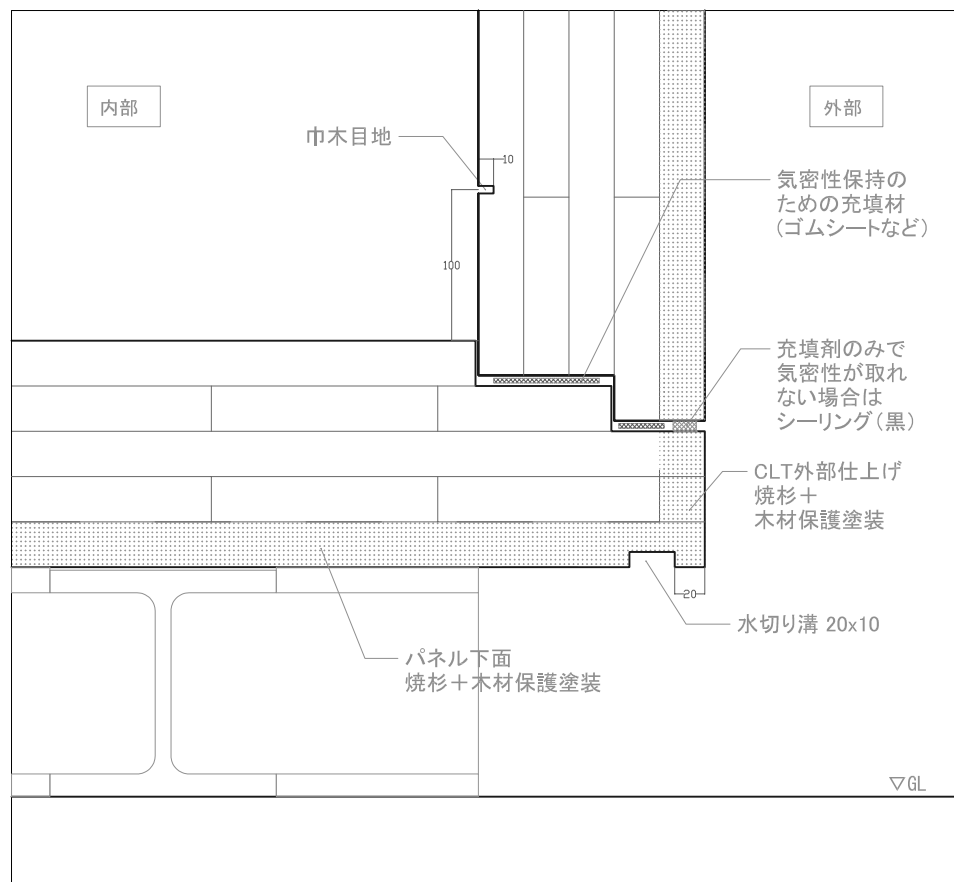 内部
外部
巾木目地
10
気密性保持の
ための充填材
(ゴムシートなど)
100
充填剤のみで
気密性が取れ
ない場合は
シーリング(黒)
CLT外部仕上げ
焼杉+
木材保護塗装
20
水切り溝 20x10
パネル下面
焼杉+木材保護塗装
▽GL